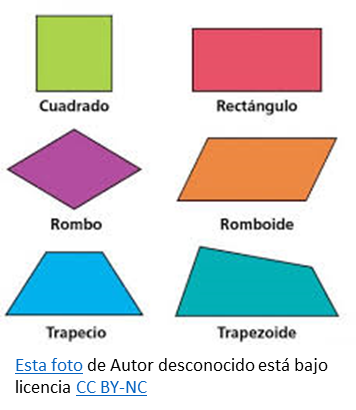 Cuadrado
Rectángulo
Rombo
Romboide
Trapecio
Trapezoide
Esta foto de Autor desconocido está bajo
licencia CC BY-NC